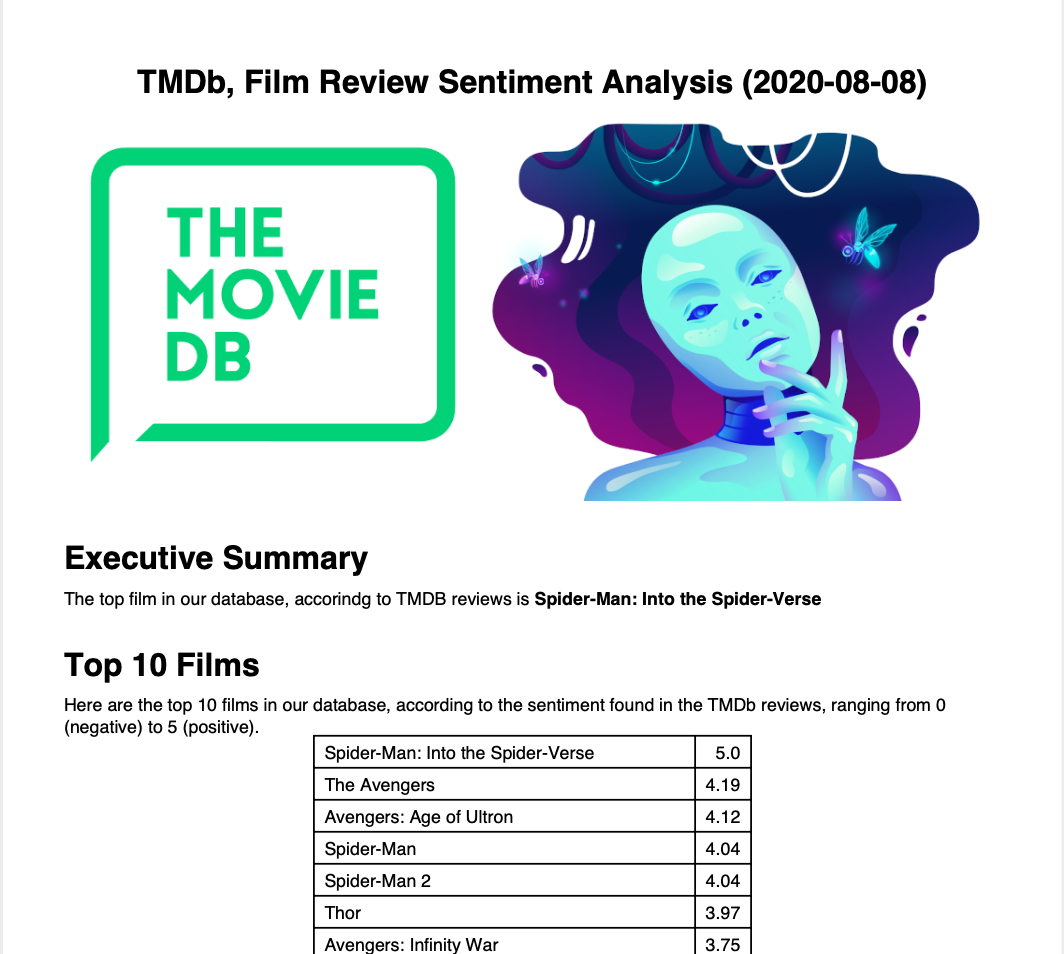 TMDb, Film Review Sentiment Analysis (2020-08-08)
THE
MOVIE
DB
Executive Summary
The top film in our database, accorindg to TMDB reviews is Spider-Man: Into the Spider-Verse
Top 10 Films
Here are the top 10 films in our database, according to the sentiment found in the TMDb reviews, ranging from 0
(negative) to 5 (positive).
Spider-Man: Into the Spider-Verse 5.0
The Avengers 4.19
Avengers: Age of Ultron 4.12
Spider-Man 4.04
Spider-Man 2 4.04
Thor 3.97
Avengers: Infinity War 3.75